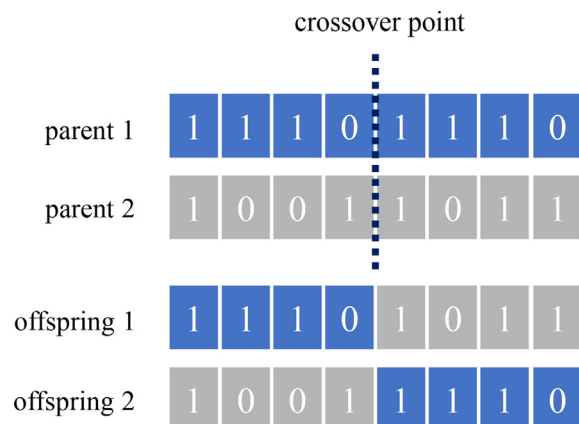 crossover point
parent 1 1 1 1 0 1 1 1 0
parent 2 1 0 0 1 1 0 1 1
offspring 1 1 1 1 0 1 0 1 1
offspring 2 1 0 0 1 1 1 1 0